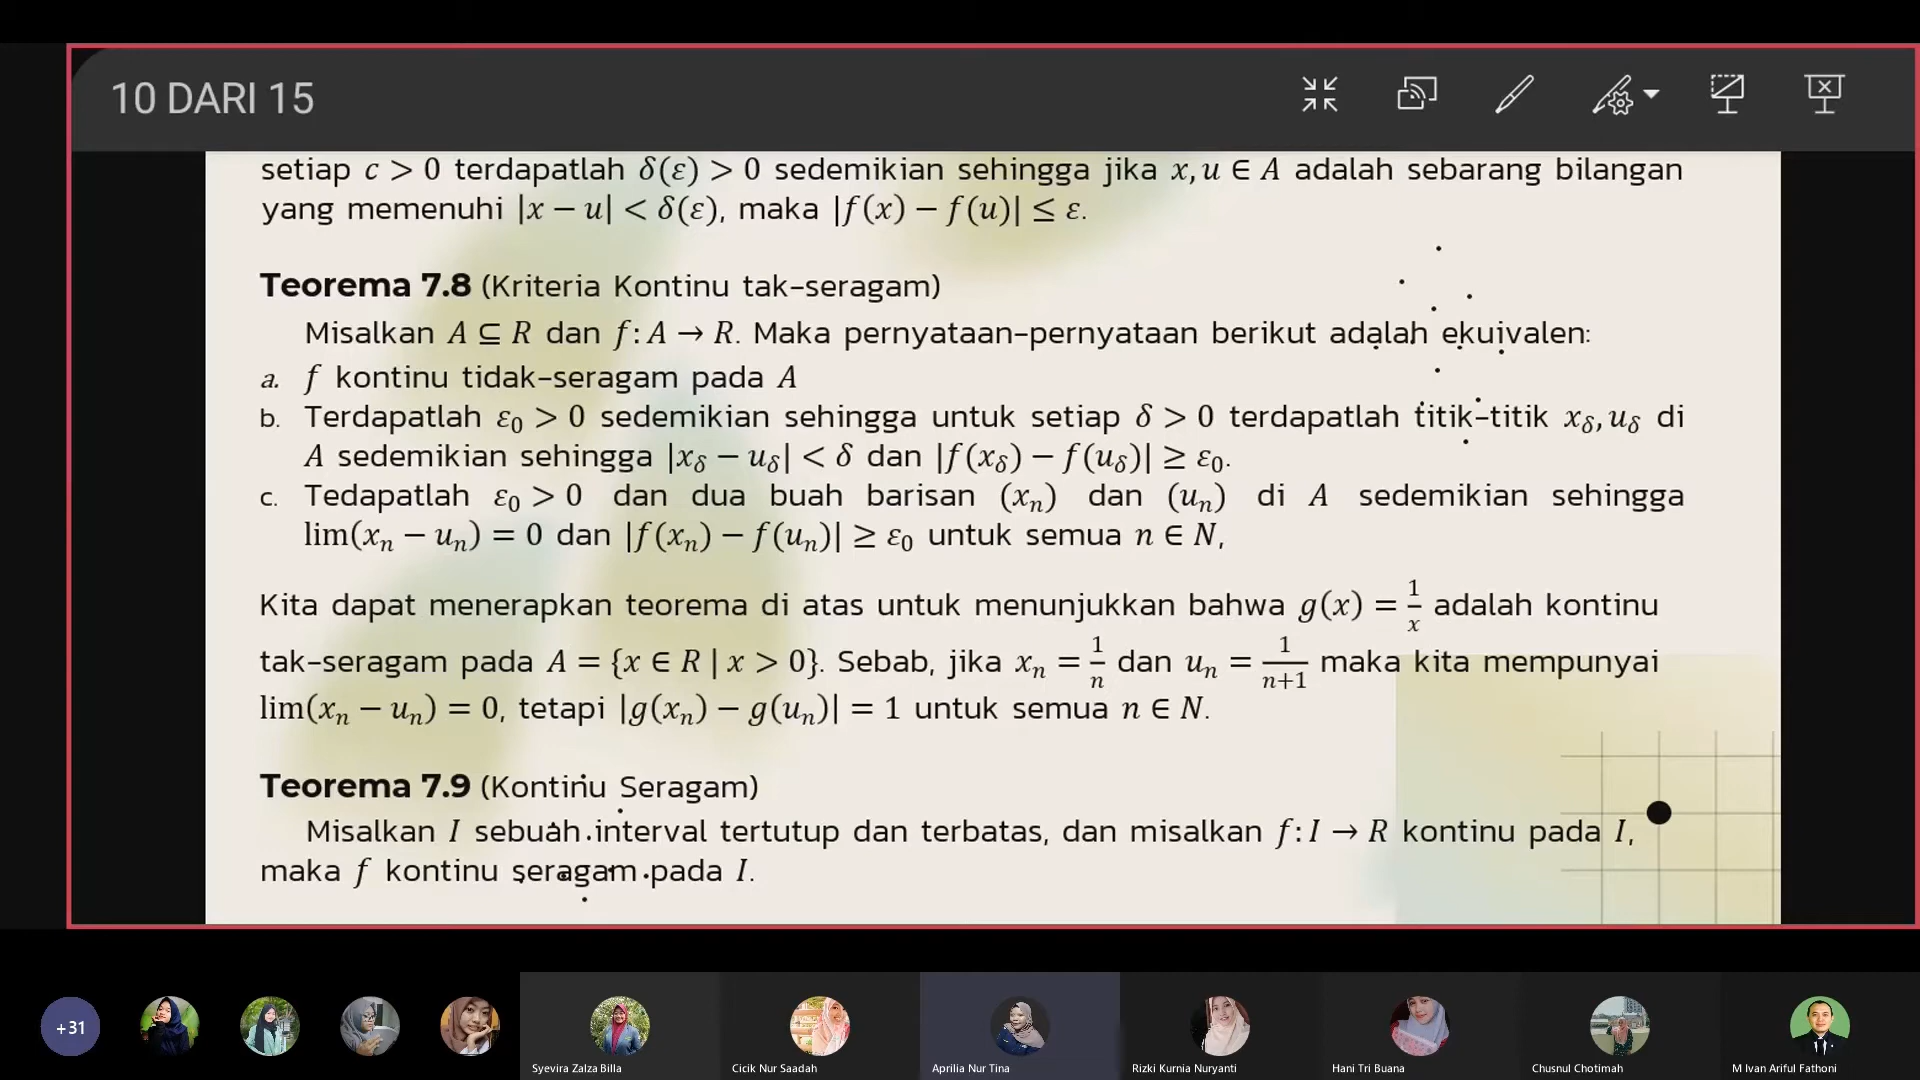 10 DARI 15
setiap c > 0 terdapatlah δ(ε) > 0 sedemikian sehingga jika x, u ∈ A adalah sebarang bilangan
yang memenuhi |x − u| < δ(ε), maka |f(x) − f(u)| ≤ ε.
Teorema 7.8 (Kriteria Kontinu tak-seragam)
Misalkan A ⊆ R dan f: A → R. Maka pernyataan-pernyataan berikut adalah ekuivalen:
a. f kontinu tidak-seragam pada A
b. Terdapatlah ε₀ > 0 sedemikian sehingga untuk setiap δ > 0 terdapatlah titik-titik x_δ, u_δ di
A sedemikian sehingga |x_δ − u_δ| < δ dan |f(x_δ) − f(u_δ)| ≥ ε₀.
c. Tedapatlah ε₀ > 0 dan dua buah barisan (xₙ) dan (uₙ) di A sedemikian sehingga
lim(xₙ − uₙ) = 0 dan |f(xₙ) − f(uₙ)| ≥ ε₀ untuk semua n ∈ N,
Kita dapat menerapkan teorema di atas untuk menunjukkan bahwa g(x) = 1/x adalah kontinu
tak-seragam pada A = {x ∈ R | x > 0}. Sebab, jika xₙ = 1/n dan uₙ = 1/(n+1) maka kita mempunyai
lim(xₙ − uₙ) = 0, tetapi |g(xₙ) − g(uₙ)| = 1 untuk semua n ∈ N.
Teorema 7.9 (Kontinu Seragam)
Misalkan I sebuah interval tertutup dan terbatas, dan misalkan f: I → R kontinu pada I,
maka f kontinu seragam pada I.
+31
Syevira Zalza Billa
Cicik Nur Saadah
Aprilia Nur Tina
Rizki Kurnia Nuryanti
Hani Tri Buana
Chusnul Chotimah
M Ivan Ariful Fathoni